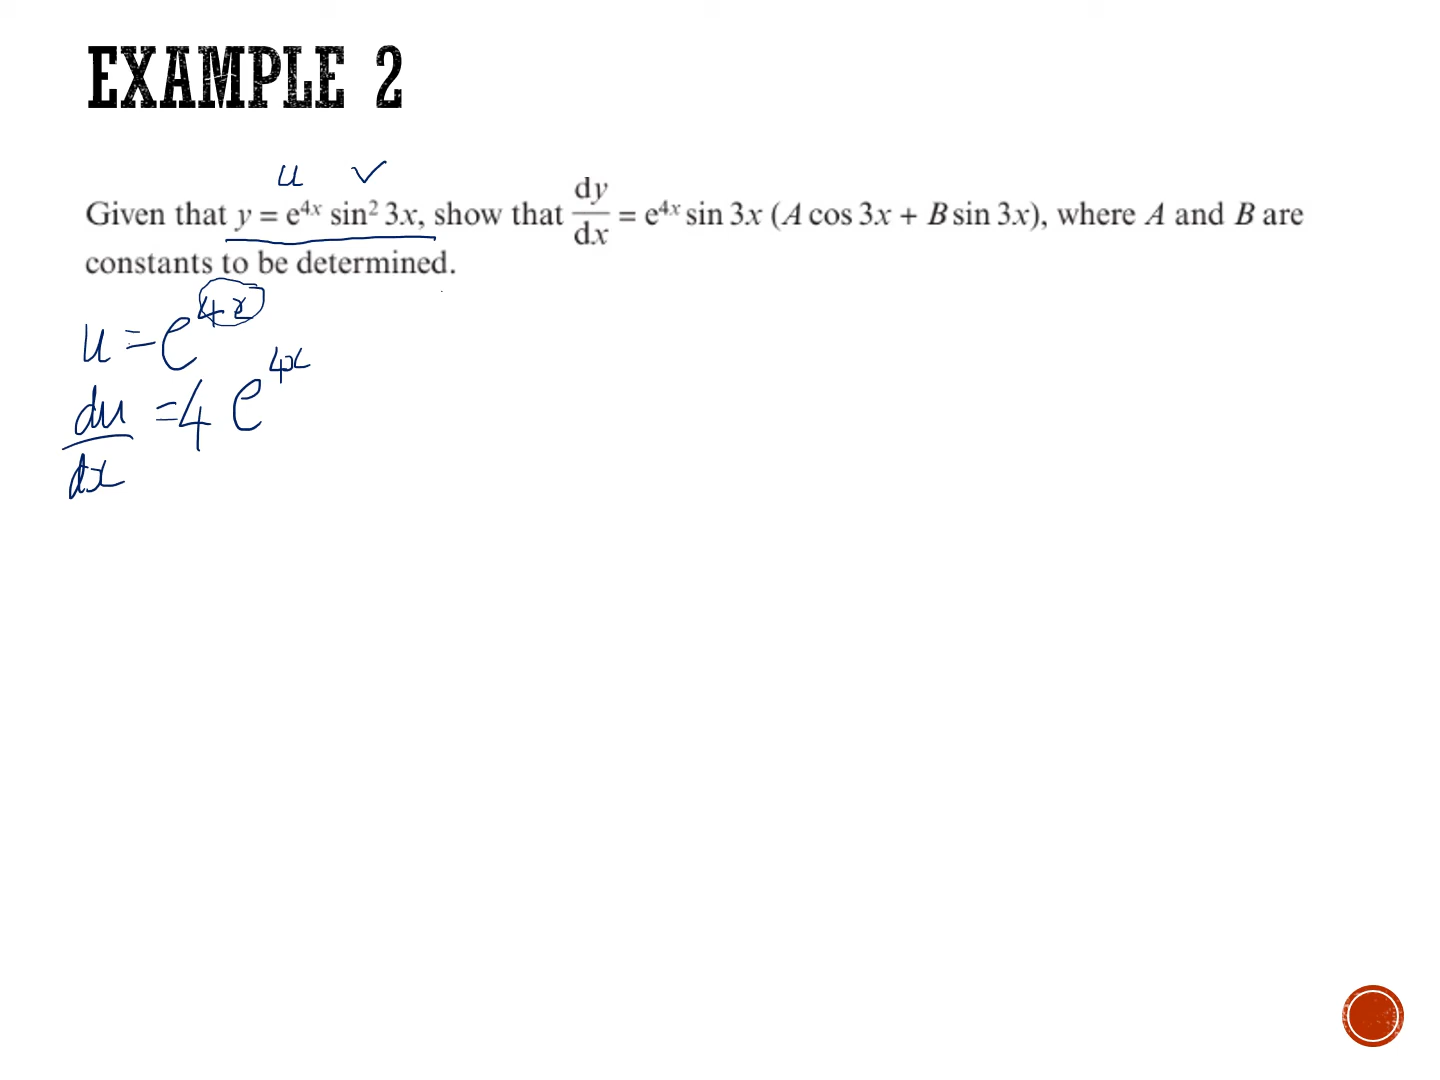 EXAMPLE 2
u v
Given that y = e^{4x} sin² 3x, show that dy/dx = e^{4x} sin 3x (A cos 3x + B sin 3x), where A and B are
constants to be determined.
u = e^{4x}
du/dx = 4 e^{4x}